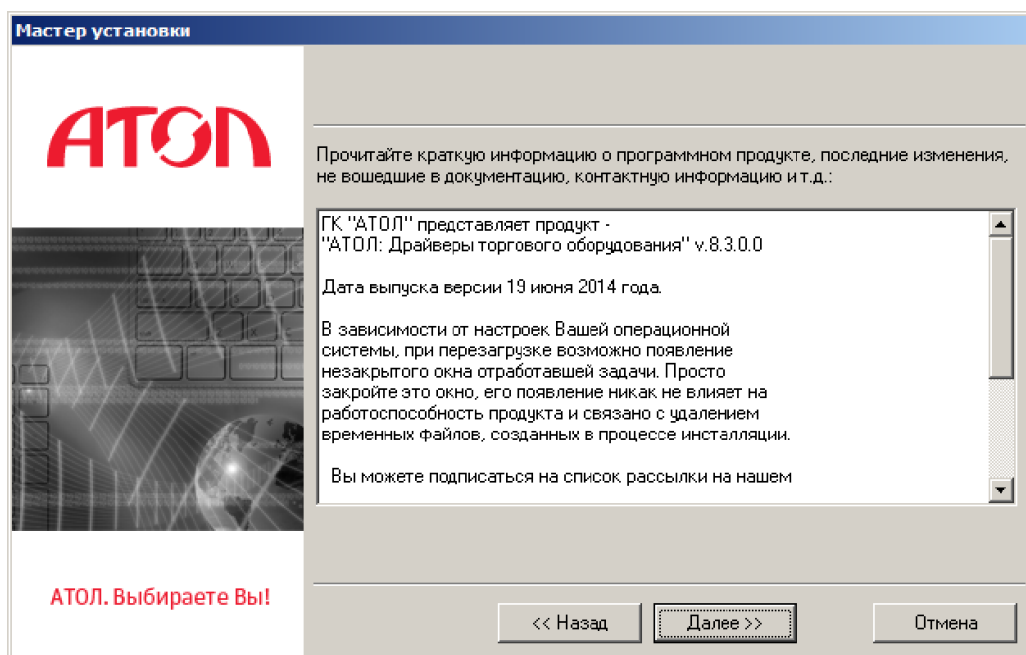 Мастер установки
АТОЛ
Прочитайте краткую информацию о программном продукте, последние изменения,
не вошедшие в документацию, контактную информацию и т.д.:
ГК "АТОЛ" представляет продукт -
"АТОЛ: Драйверы торгового оборудования" v.8.3.0.0
Дата выпуска версии 19 июня 2014 года.
В зависимости от настроек Вашей операционной
системы, при перезагрузке возможно появление
незакрытого окна отработавшей задачи. Просто
закройте это окно, его появление никак не влияет на
работоспособность продукта и связано с удалением
временных файлов, созданных в процессе инсталляции.
Вы можете подписаться на список рассылки на нашем
АТОЛ. Выбираете Вы!
<< Назад
Далее >>
Отмена